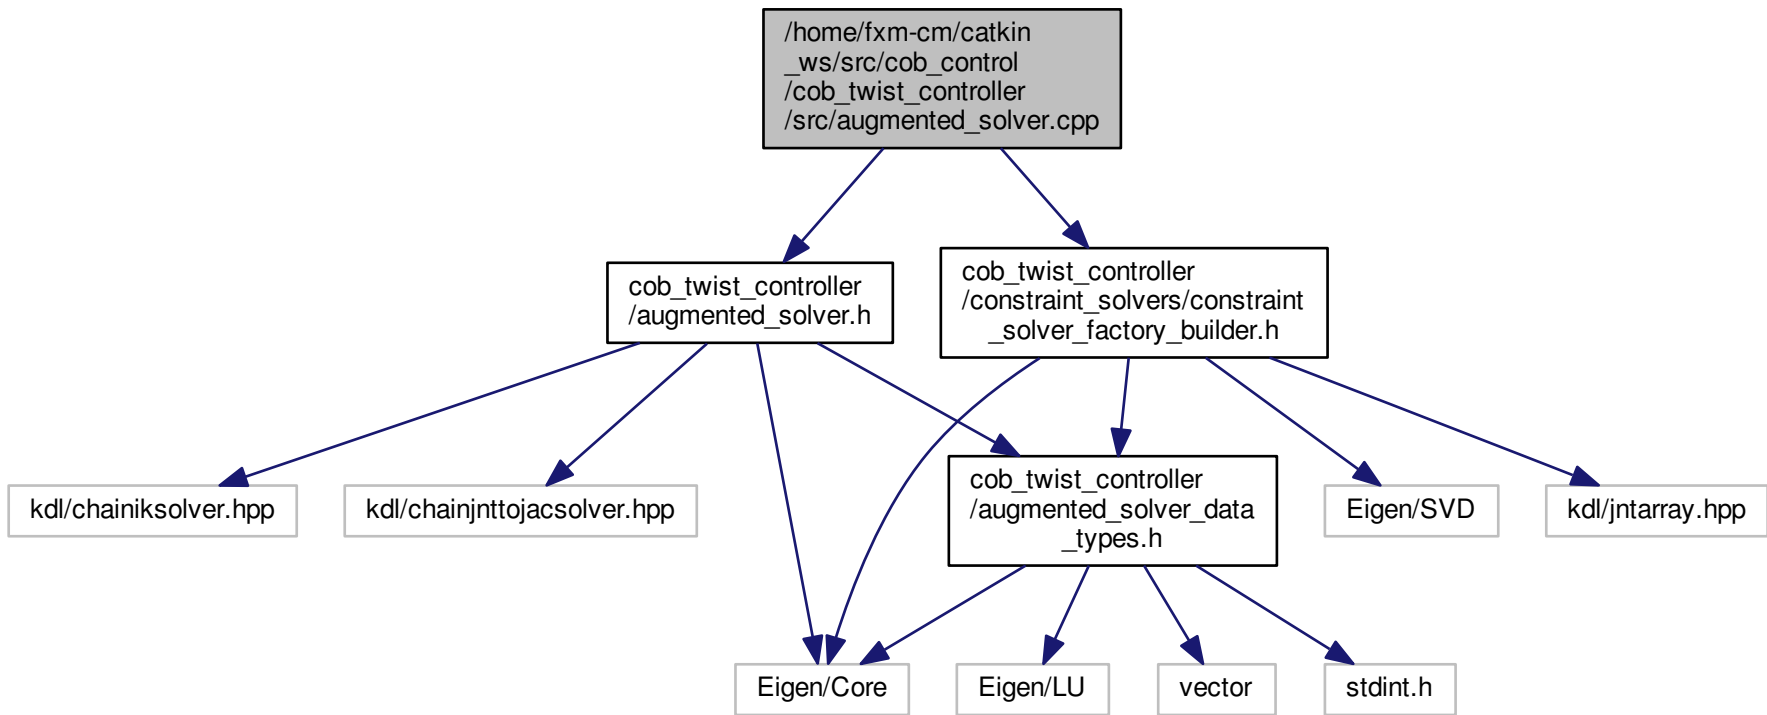 /home/fxm-cm/catkin
_ws/src/cob_control
/cob_twist_controller
/src/augmented_solver.cpp
cob_twist_controller
/augmented_solver.h
cob_twist_controller
/constraint_solvers/constraint
_solver_factory_builder.h
kdl/chainiksolver.hpp
kdl/chainjnttojacsolver.hpp
cob_twist_controller
/augmented_solver_data
_types.h
Eigen/SVD
kdl/jntarray.hpp
Eigen/Core
Eigen/LU
vector
stdint.h